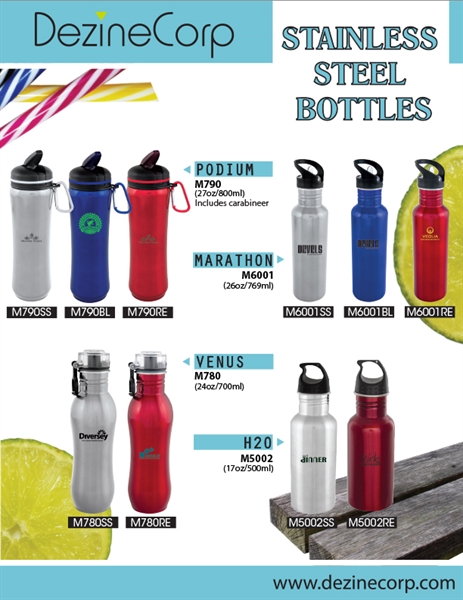 DezineCorp
STAINLESS
STEEL
BOTTLES
PODIUM
M790
(27oz/800ml)
Includes carabineer
MARATHON
M6001
(26oz/769ml)
M790SS
M790BL
M790RE
M6001SS
M6001BL
M6001RE
VENUS
M780
(24oz/700ml)
Diversey
H20
M5002
(17oz/500ml)
M780SS
M780RE
M5002SS
M5002RE
www.dezinecorp.com